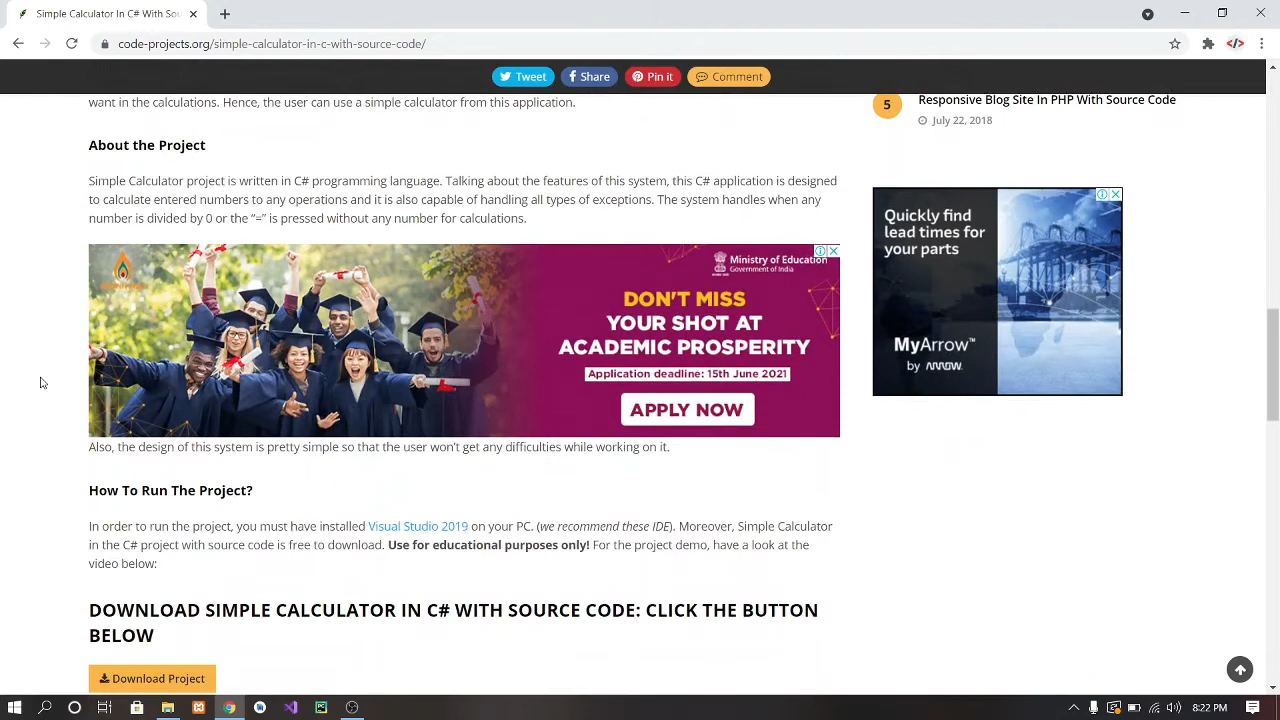 Simple Calculator In C# With Sou
code-projects.org/simple-calculator-in-c-with-source-code/
Tweet
Share
Pin it
Comment
want in the calculations. Hence, the user can use a simple calculator from this application.
About the Project
Simple Calculator project is written in C# programming language. Talking about the features of this system, this C# application is designed
to calculate entered numbers to any operations and it is also capable of handling all types of exceptions. The system handles when any
number is divided by 0 or the “=” is pressed without any number for calculations.
Ministry of Education
Government of India
DON'T MISS
YOUR SHOT AT
ACADEMIC PROSPERITY
Application deadline: 15th June 2021
APPLY NOW
Also, the design of this system is pretty simple so that the user won’t get any difficulties while working on it.
How To Run The Project?
In order to run the project, you must have installed Visual Studio 2019 on your PC. (we recommend these IDE). Moreover, Simple Calculator
in the C# project with source code is free to download. Use for educational purposes only! For the project demo, have a look at the
video below:
DOWNLOAD SIMPLE CALCULATOR IN C# WITH SOURCE CODE: CLICK THE BUTTON
BELOW
Download Project
5
Responsive Blog Site In PHP With Source Code
July 22, 2018
Quickly find
lead times for
your parts
MyArrow™
by ARROW
8:22 PM